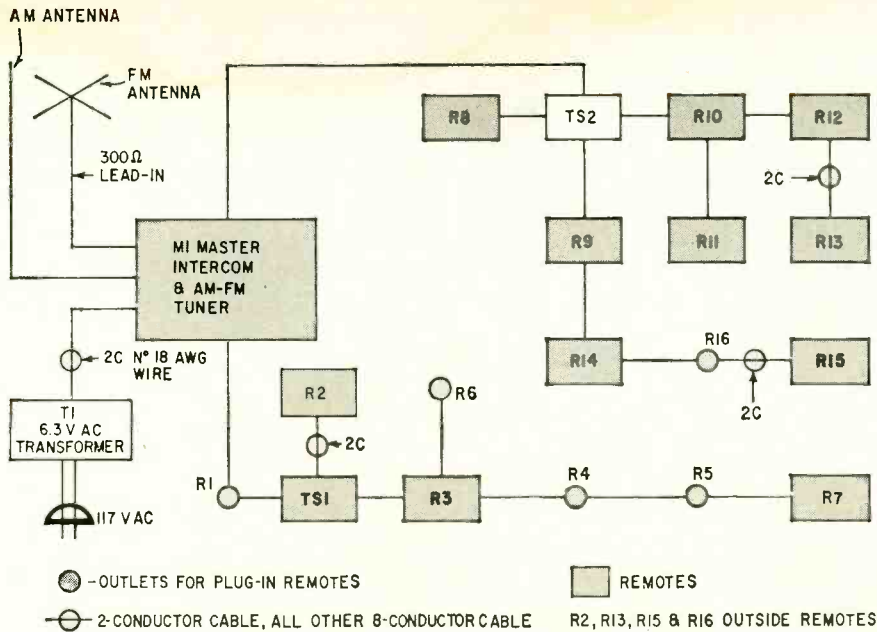 AM ANTENNA
FM
ANTENNA
300Ω
LEAD-IN
M1 MASTER
INTERCOM
& AM-FM
TUNER
2C Nº 18 AWG
WIRE
T1
6.3 V AC
TRANSFORMER
117 V AC
R8
TS2
R10
R12
2C
R9
R11
R13
R14
R16
R15
2C
R2
R6
2C
R1
TS1
R3
R4
R5
R7
-OUTLETS FOR PLUG-IN REMOTES
REMOTES
2-CONDUCTOR CABLE, ALL OTHER 8-CONDUCTOR CABLE
R2, R13, R15 & R16 OUTSIDE REMOTES